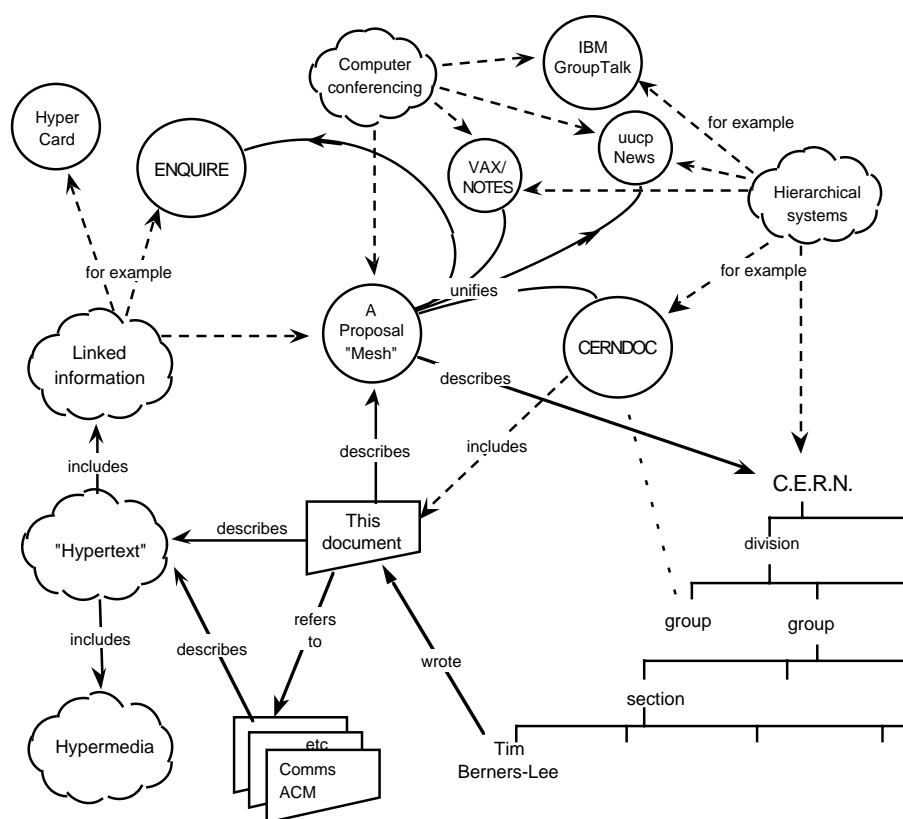 IBM
GroupTalk
Computer
conferencing
Hyper
Card
for example
uucp
News
ENQUIRE
VAX/
NOTES
Hierarchical
systems
for example
for example
unifies
A
Proposal
"Mesh"
CERNDOC
Linked
information
describes
includes
describes
includes
C.E.R.N.
This
document
describes
"Hypertext"
division
refers
to
group
group
includes
describes
wrote
section
Hypermedia
etc
Tim
Berners-Lee
Comms
ACM